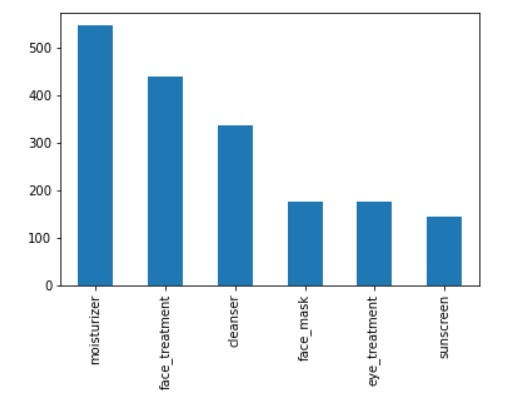 500
400
300
200
100
0
moisturizer
face_treatment
cleanser
face_mask
eye_treatment
sunscreen